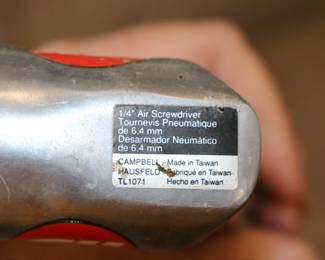 1/4" Air Screwdriver
Tournevis Pneumatique
de 6,4 mm
Desarmador Neumático
de 6,4 mm
CAMPBELL Made in Taiwan
HAUSFELD Fabriqué en Taiwan
TL1071 Hecho en Taiwan